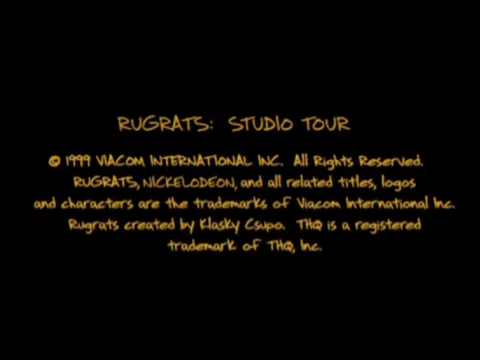 RUGRATS: STUDIO TOUR
© 1999 VIACOM INTERNATIONAL INC. All Rights Reserved.
RUGRATS, NICKELODEON, and all related titles, logos
and characters are the trademarks of Viacom International Inc.
Rugrats created by Klasky Csupo. THQ is a registered
trademark of THQ, Inc.